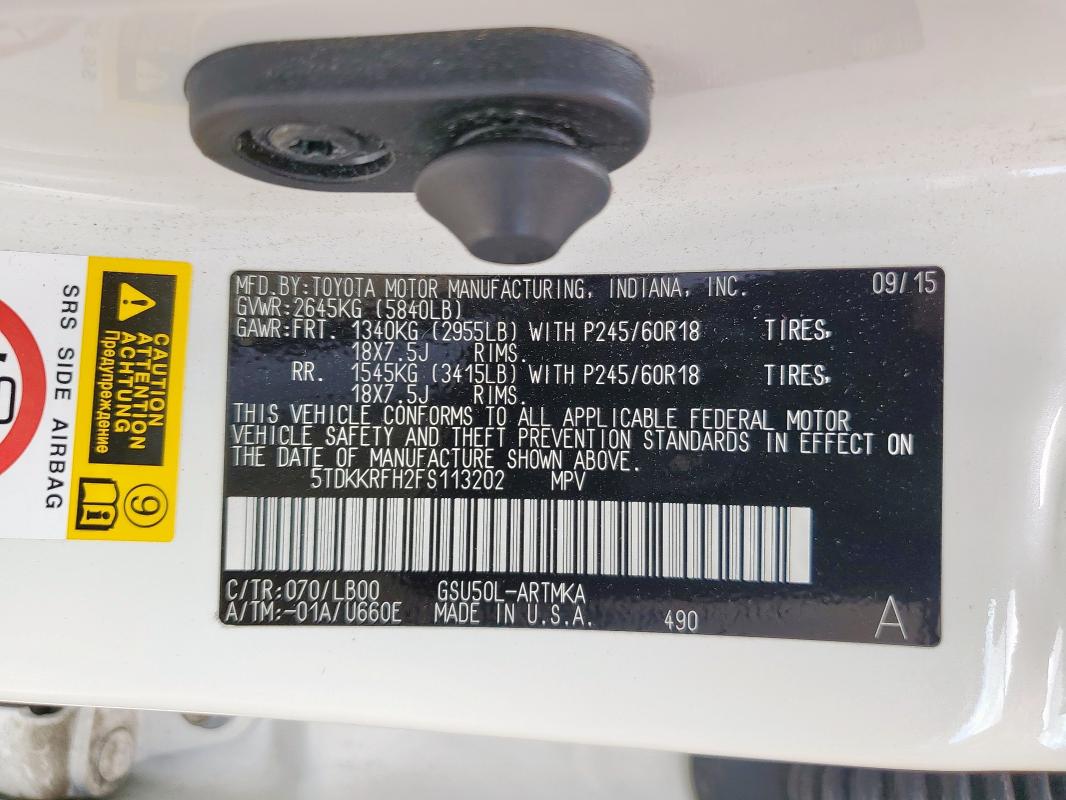 MFD.BY:TOYOTA MOTOR MANUFACTURING, INDIANA, INC. 09/15
GVWR:2645KG (5840LB)
GAWR:FRT. 1340KG (2955LB) WITH P245/60R18 TIRES,
18X7.5J RIMS.
RR. 1545KG (3415LB) WITH P245/60R18 TIRES,
18X7.5J RIMS.
THIS VEHICLE CONFORMS TO ALL APPLICABLE FEDERAL MOTOR
VEHICLE SAFETY AND THEFT PREVENTION STANDARDS IN EFFECT ON
THE DATE OF MANUFACTURE SHOWN ABOVE.
5TDKKRFH2FS113202 MPV
C/TR:070/LB00 GSU50L-ARTMKA
A/TM:-01A/U660E MADE IN U.S.A. 490 A
CAUTION
ATTENTION
ACHTUNG
Предупреждение
9
i
SRS SIDE AIRBAG